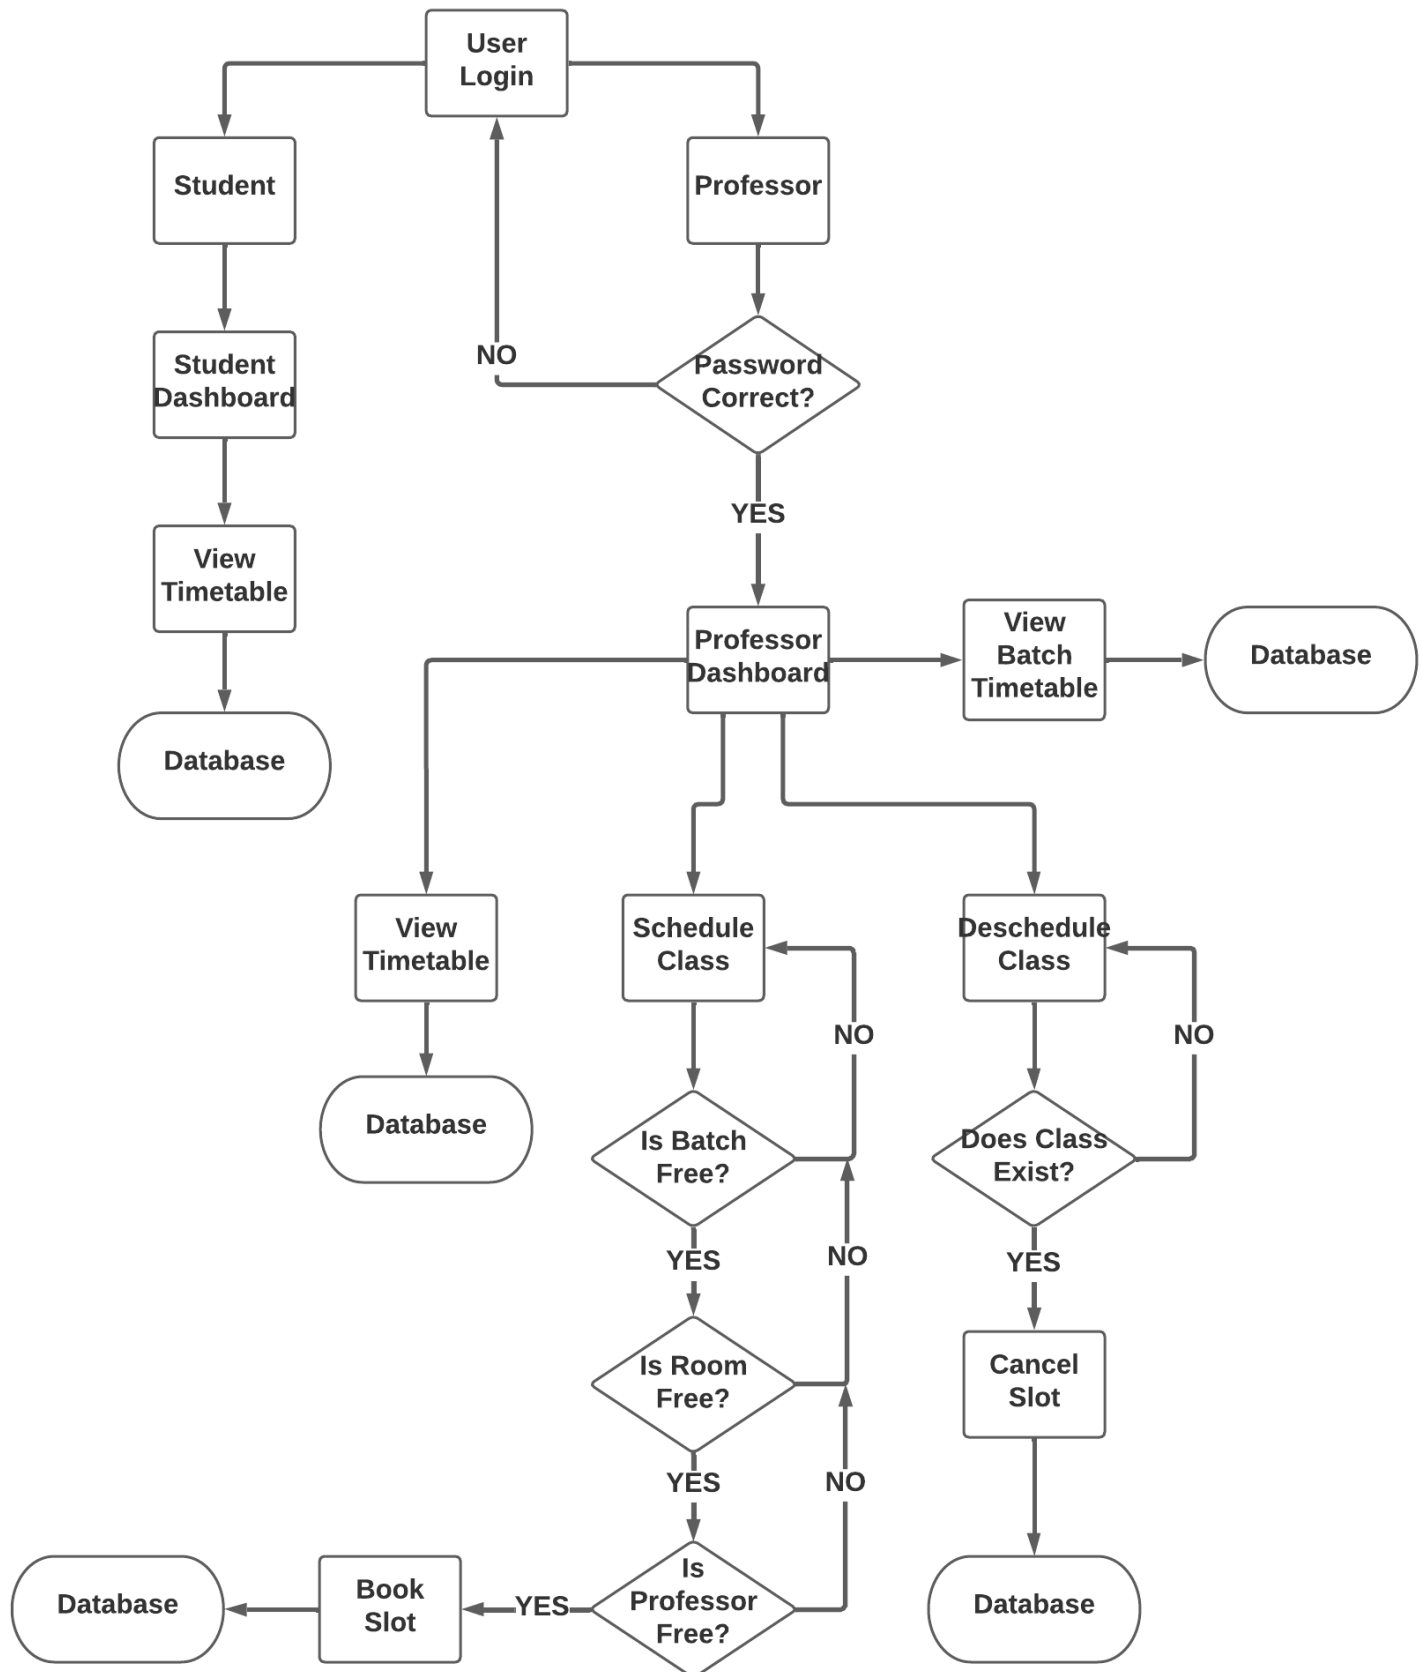 User
Login
Student
Professor
NO
Password
Correct?
Student
Dashboard
YES
View
Timetable
Professor
Dashboard
View
Batch
Timetable
Database
Database
View
Timetable
Schedule
Class
Deschedule
Class
NO
NO
Database
Is Batch
Free?
Does Class
Exist?
YES
NO
YES
Is Room
Free?
Cancel
Slot
YES
NO
Database
Book
Slot
YES
Is
Professor
Free?
Database